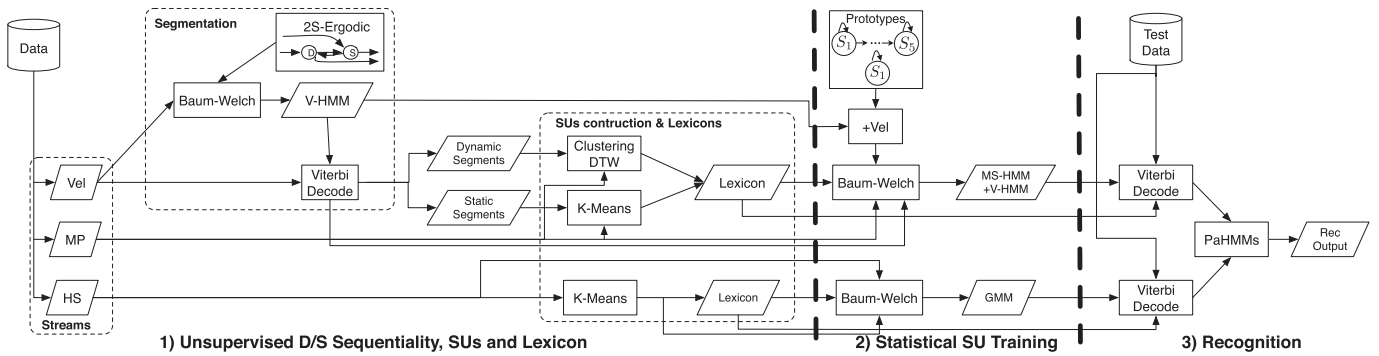 Data
Segmentation
2S-Ergodic
D
S
Baum-Welch
V-HMM
Viterbi
Decode
Vel
MP
HS
Streams
Dynamic
Segments
Static
Segments
SUs contruction & Lexicons
Clustering
DTW
K-Means
Lexicon
K-Means
Lexicon
1) Unsupervised D/S Sequentiality, SUs and Lexicon
Prototypes
S1 S5
S1
+Vel
Baum-Welch
MS-HMM
+V-HMM
Baum-Welch
GMM
2) Statistical SU Training
Test
Data
Viterbi
Decode
PaHMMs
Rec
Output
Viterbi
Decode
3) Recognition